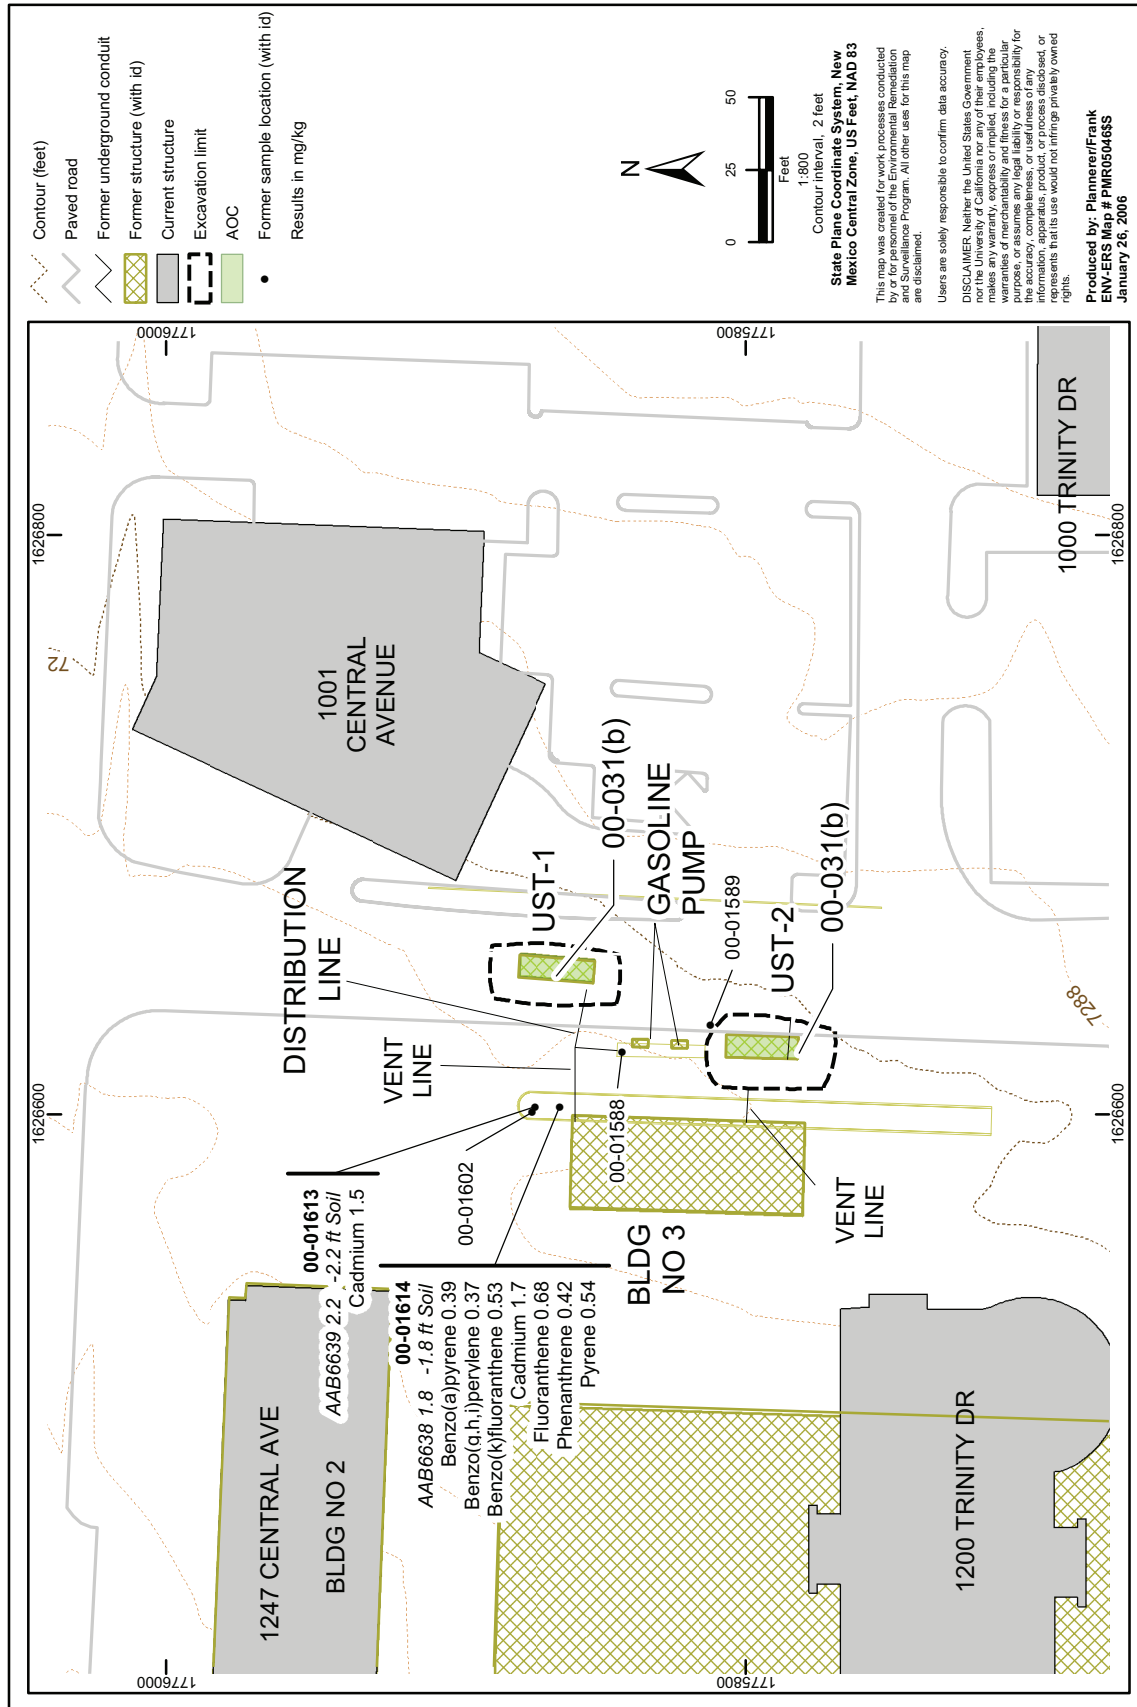 1626600
1626800
1776000
1775800
1776000
1775800
1626600
1626800
72
7288
1247 CENTRAL AVE
BLDG NO 2
00-01613
AAB6639 2.2 -2.2 ft Soil
Cadmium 1.5
00-01614
AAB6638 1.8 -1.8 ft Soil
Benzo(a)pyrene 0.39
Benzo(g,h,i)pervlene 0.37
Benzo(k)fluoranthene 0.53
Cadmium 1.7
Fluoranthene 0.68
Phenanthrene 0.42
Pyrene 0.54
00-01602
DISTRIBUTION
LINE
VENT
LINE
1001
CENTRAL
AVENUE
UST-1
00-031(b)
GASOLINE
PUMP
00-01588
00-01589
UST-2
00-031(b)
BLDG
NO 3
VENT
LINE
1200 TRINITY DR
1000 TRINITY DR
Contour (feet)
Paved road
Former underground conduit
Former structure (with id)
Current structure
Excavation limit
AOC
Former sample location (with id)
Results in mg/kg
N
0 25 50
Feet
1:800
Contour interval, 2 feet
State Plane Coordinate System, New
Mexico Central Zone, US Feet, NAD 83
This map was created for work processes conducted
by or for personnel of the Environmental Remediation
and Surveillance Program. All other uses for this map
are disclaimed.
Users are solely responsible to confirm data accuracy.
DISCLAIMER: Neither the United States Government
nor the University of California nor any of their employees,
makes any warranty, express or implied, including the
warranties of merchantability and fitness for a particular
purpose, or assumes any legal liability or responsibility for
the accuracy, completeness, or usefulness of any
information, apparatus, product, or process disclosed, or
represents that its use would not infringe privately owned
rights.
Produced by: Plannerer/Frank
ENV-ERS Map # PMR05046$S
January 26, 2006